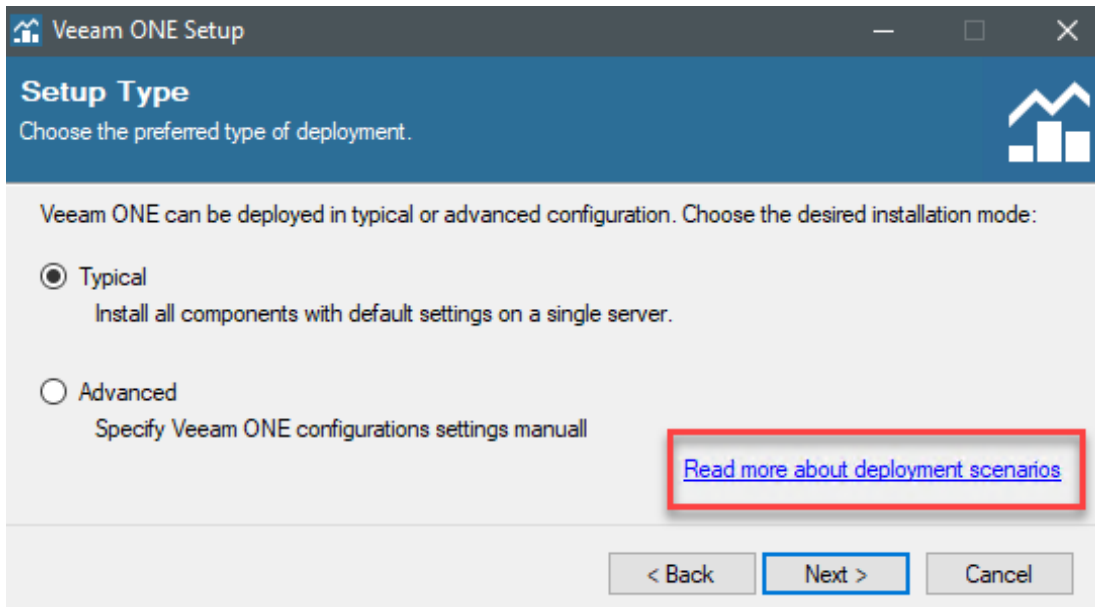 Veeam ONE Setup
Setup Type
Choose the preferred type of deployment.
Veeam ONE can be deployed in typical or advanced configuration. Choose the desired installation mode:
Typical
Install all components with default settings on a single server.
Advanced
Specify Veeam ONE configurations settings manuall
Read more about deployment scenarios
< Back
Next >
Cancel